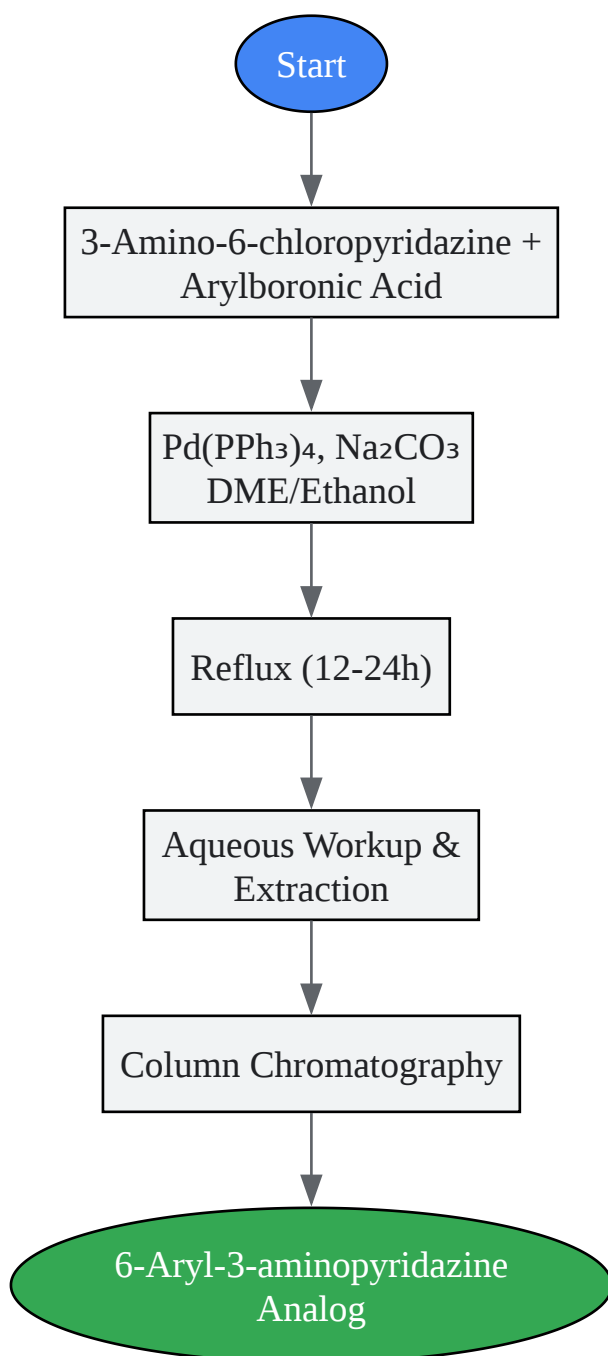 Start
3-Amino-6-chloropyridazine +
Arylboronic Acid
Pd(PPh₃)₄, Na₂CO₃
DME/Ethanol
Reflux (12-24h)
Aqueous Workup &
Extraction
Column Chromatography
6-Aryl-3-aminopyridazine
Analog